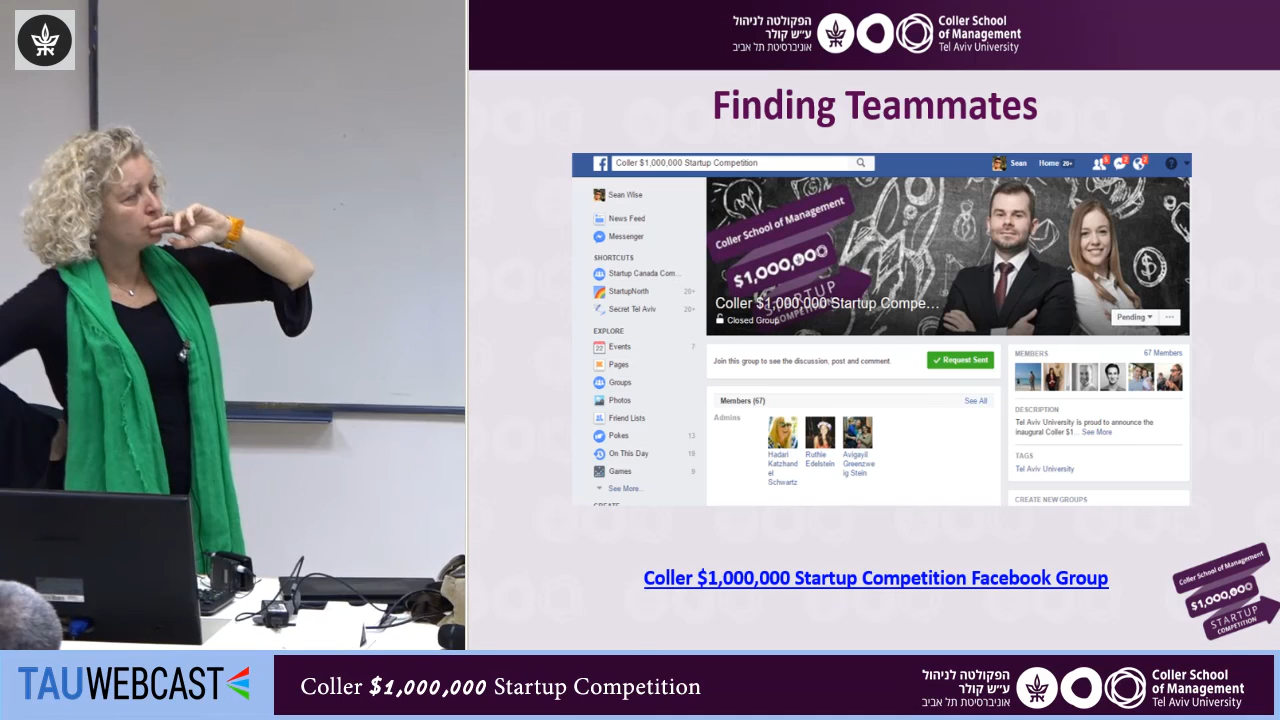 הפקולטה לניהול
ע״ש קולר
אוניברסיטת תל אביב
Coller School
of Management
Tel Aviv University
Finding Teammates
Coller $1,000,000 Startup Competition
Sean
Home 20+
Sean Wise
News Feed
Messenger
SHORTCUTS
Startup Canada Com...
StartupNorth 20+
Secret Tel Aviv 20+
EXPLORE
Events 7
Pages
Groups
Photos
Friend Lists
Pokes 13
On This Day 19
Games 9
See More...
Coller School of Management
$1,000,000
STARTUP
COMPETITION
Coller $1,000,000 Startup Compe...
Closed Group
Pending
Join this group to see the discussion, post and comment.
Request Sent
Members (67)
See All
Admins
Hadari
Katzhand
el
Schwartz
Ruthie
Edelstein
Avigayil
Greenzwe
ig Stein
MEMBERS
67 Members
DESCRIPTION
Tel Aviv University is proud to announce the
inaugural Coller $1... See More
TAGS
Tel Aviv University
CREATE NEW GROUPS
Coller $1,000,000 Startup Competition Facebook Group
Coller School of Management
$1,000,000
STARTUP
COMPETITION
TAUWEBCAST
Coller $1,000,000 Startup Competition
הפקולטה לניהול
ע״ש קולר
אוניברסיטת תל אביב
Coller School
of Management
Tel Aviv University